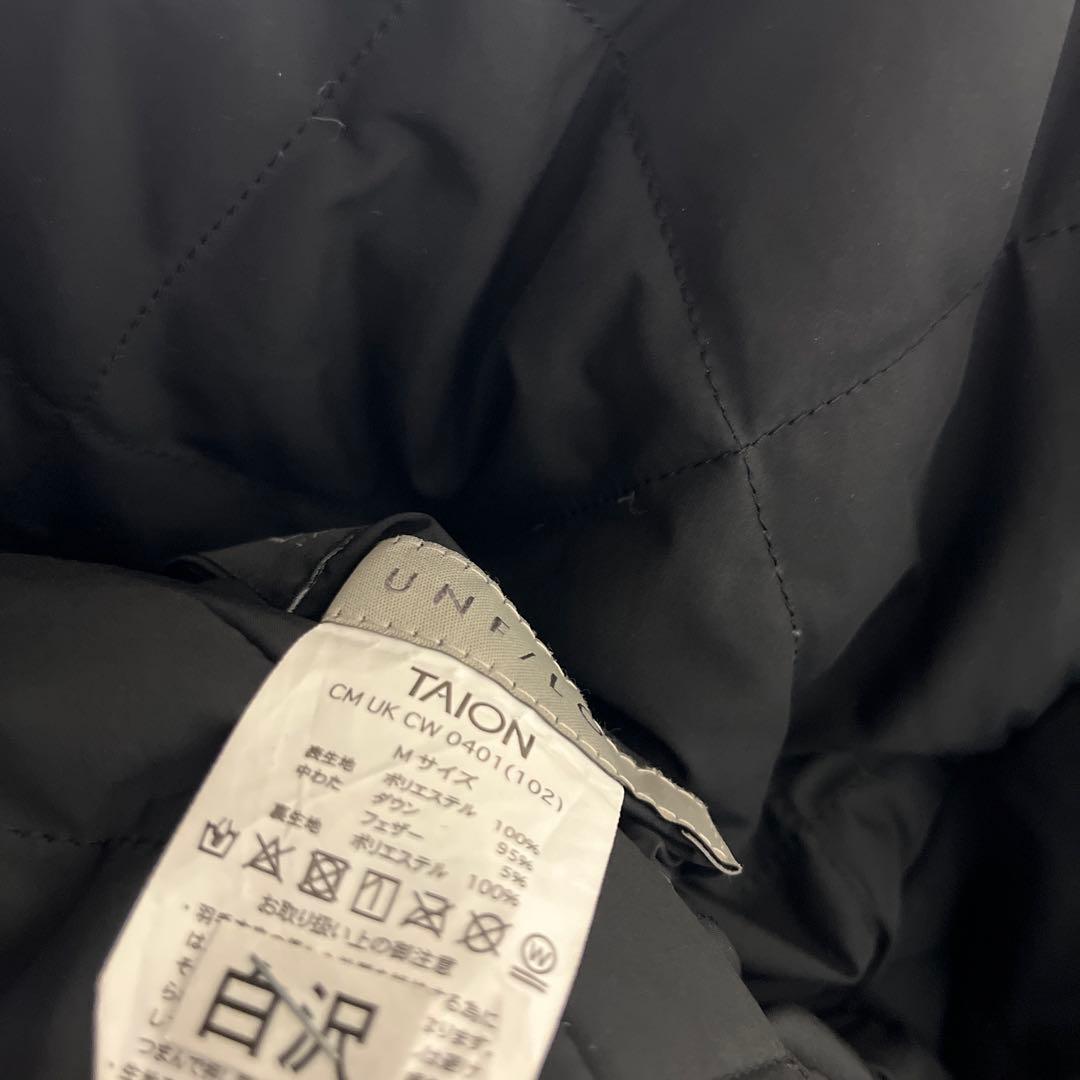 UNF/LO
TAION
CM UK CW 0401(102)
Mサイズ
表生地 ポリエステル 100%
中わた ダウン 95%
フェザー 5%
裏生地 ポリエステル 100%
W
お取り扱い上の御注意
白沢